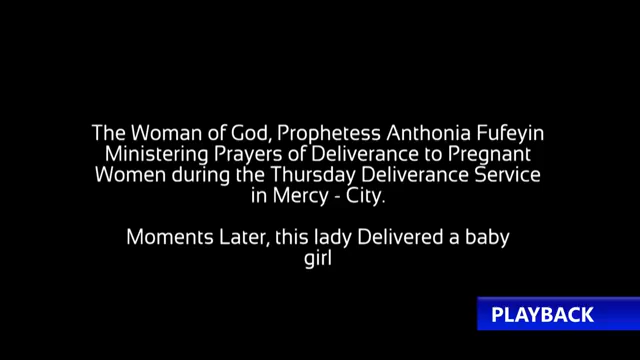 The Woman of God, Prophetess Anthonia Fufeyin
Ministering Prayers of Deliverance to Pregnant
Women during the Thursday Deliverance Service
in Mercy - City.
Moments Later, this lady Delivered a baby
girl
PLAYBACK